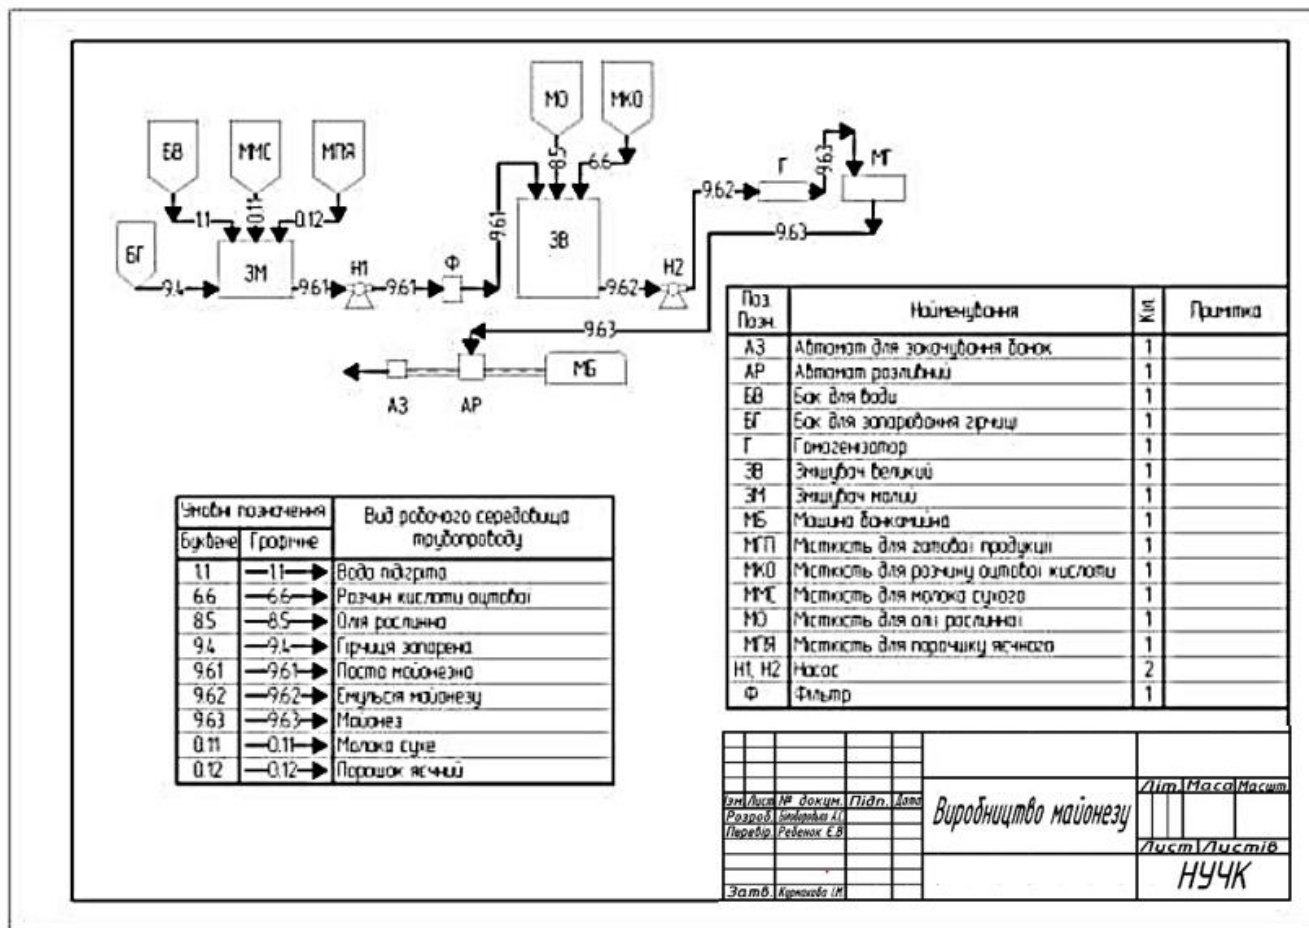 МО
МКО
БВ
ММС
МПЯ
8.5
6.6
9.63
Г
МГ
9.62
1.1
0.11
0.12
9.61
9.63
БГ
ЗМ
ЗВ
Н1
Ф
Н2
9.4
9.61
9.61
9.62
9.63
МБ
АЗ
АР
Поз. Позн.
Найменування
Кіл.
Примітка
АЗ Автомат для закачування банок 1
АР Автомат розливний 1
БВ Бак для води 1
БГ Бак для запарювання гірчиці 1
Г Гомогенізатор 1
ЗВ Змішувач великий 1
ЗМ Змішувач малий 1
МБ Машина банкомийна 1
МГП Місткість для готової продукції 1
МКО Місткість для розчину оцтової кислоти 1
ММС Місткість для молока сухого 1
МО Місткість для олії рослинної 1
МПЯ Місткість для порошку яєчного 1
Н1, Н2 Насос 2
Ф Фільтр 1
Умовні позначення
Буквене Графічне
Вид робочого середовища
трубопроводу
1.1 1.1 Вода підігріта
6.6 6.6 Розчин кислоти оцтової
8.5 8.5 Олія рослинна
9.4 9.4 Гірчиця запарена
9.61 9.61 Паста майонезна
9.62 9.62 Емульсія майонезу
9.63 9.63 Майонез
0.11 0.11 Молоко сухе
0.12 0.12 Порошок яєчний
Ізм Лист № докум. Підп. Дата
Розроб.
Перевір. Ребенок Є.В
Затв.
Виробництво майонезу
Літ. Маса Масшт
Лист Листів
НУЧК